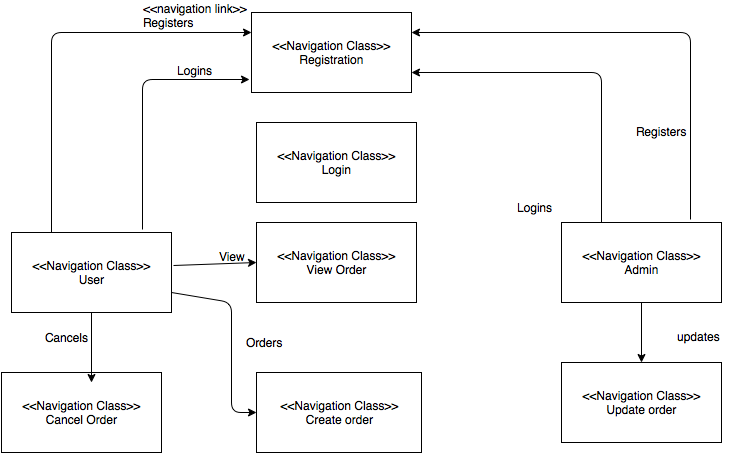 <<navigation link>>
Registers
<<Navigation Class>>
Registration
Logins
Registers
<<Navigation Class>>
Login
Logins
<<Navigation Class>>
User
View
<<Navigation Class>>
View Order
<<Navigation Class>>
Admin
Cancels
Orders
updates
<<Navigation Class>>
Cancel Order
<<Navigation Class>>
Create order
<<Navigation Class>>
Update order